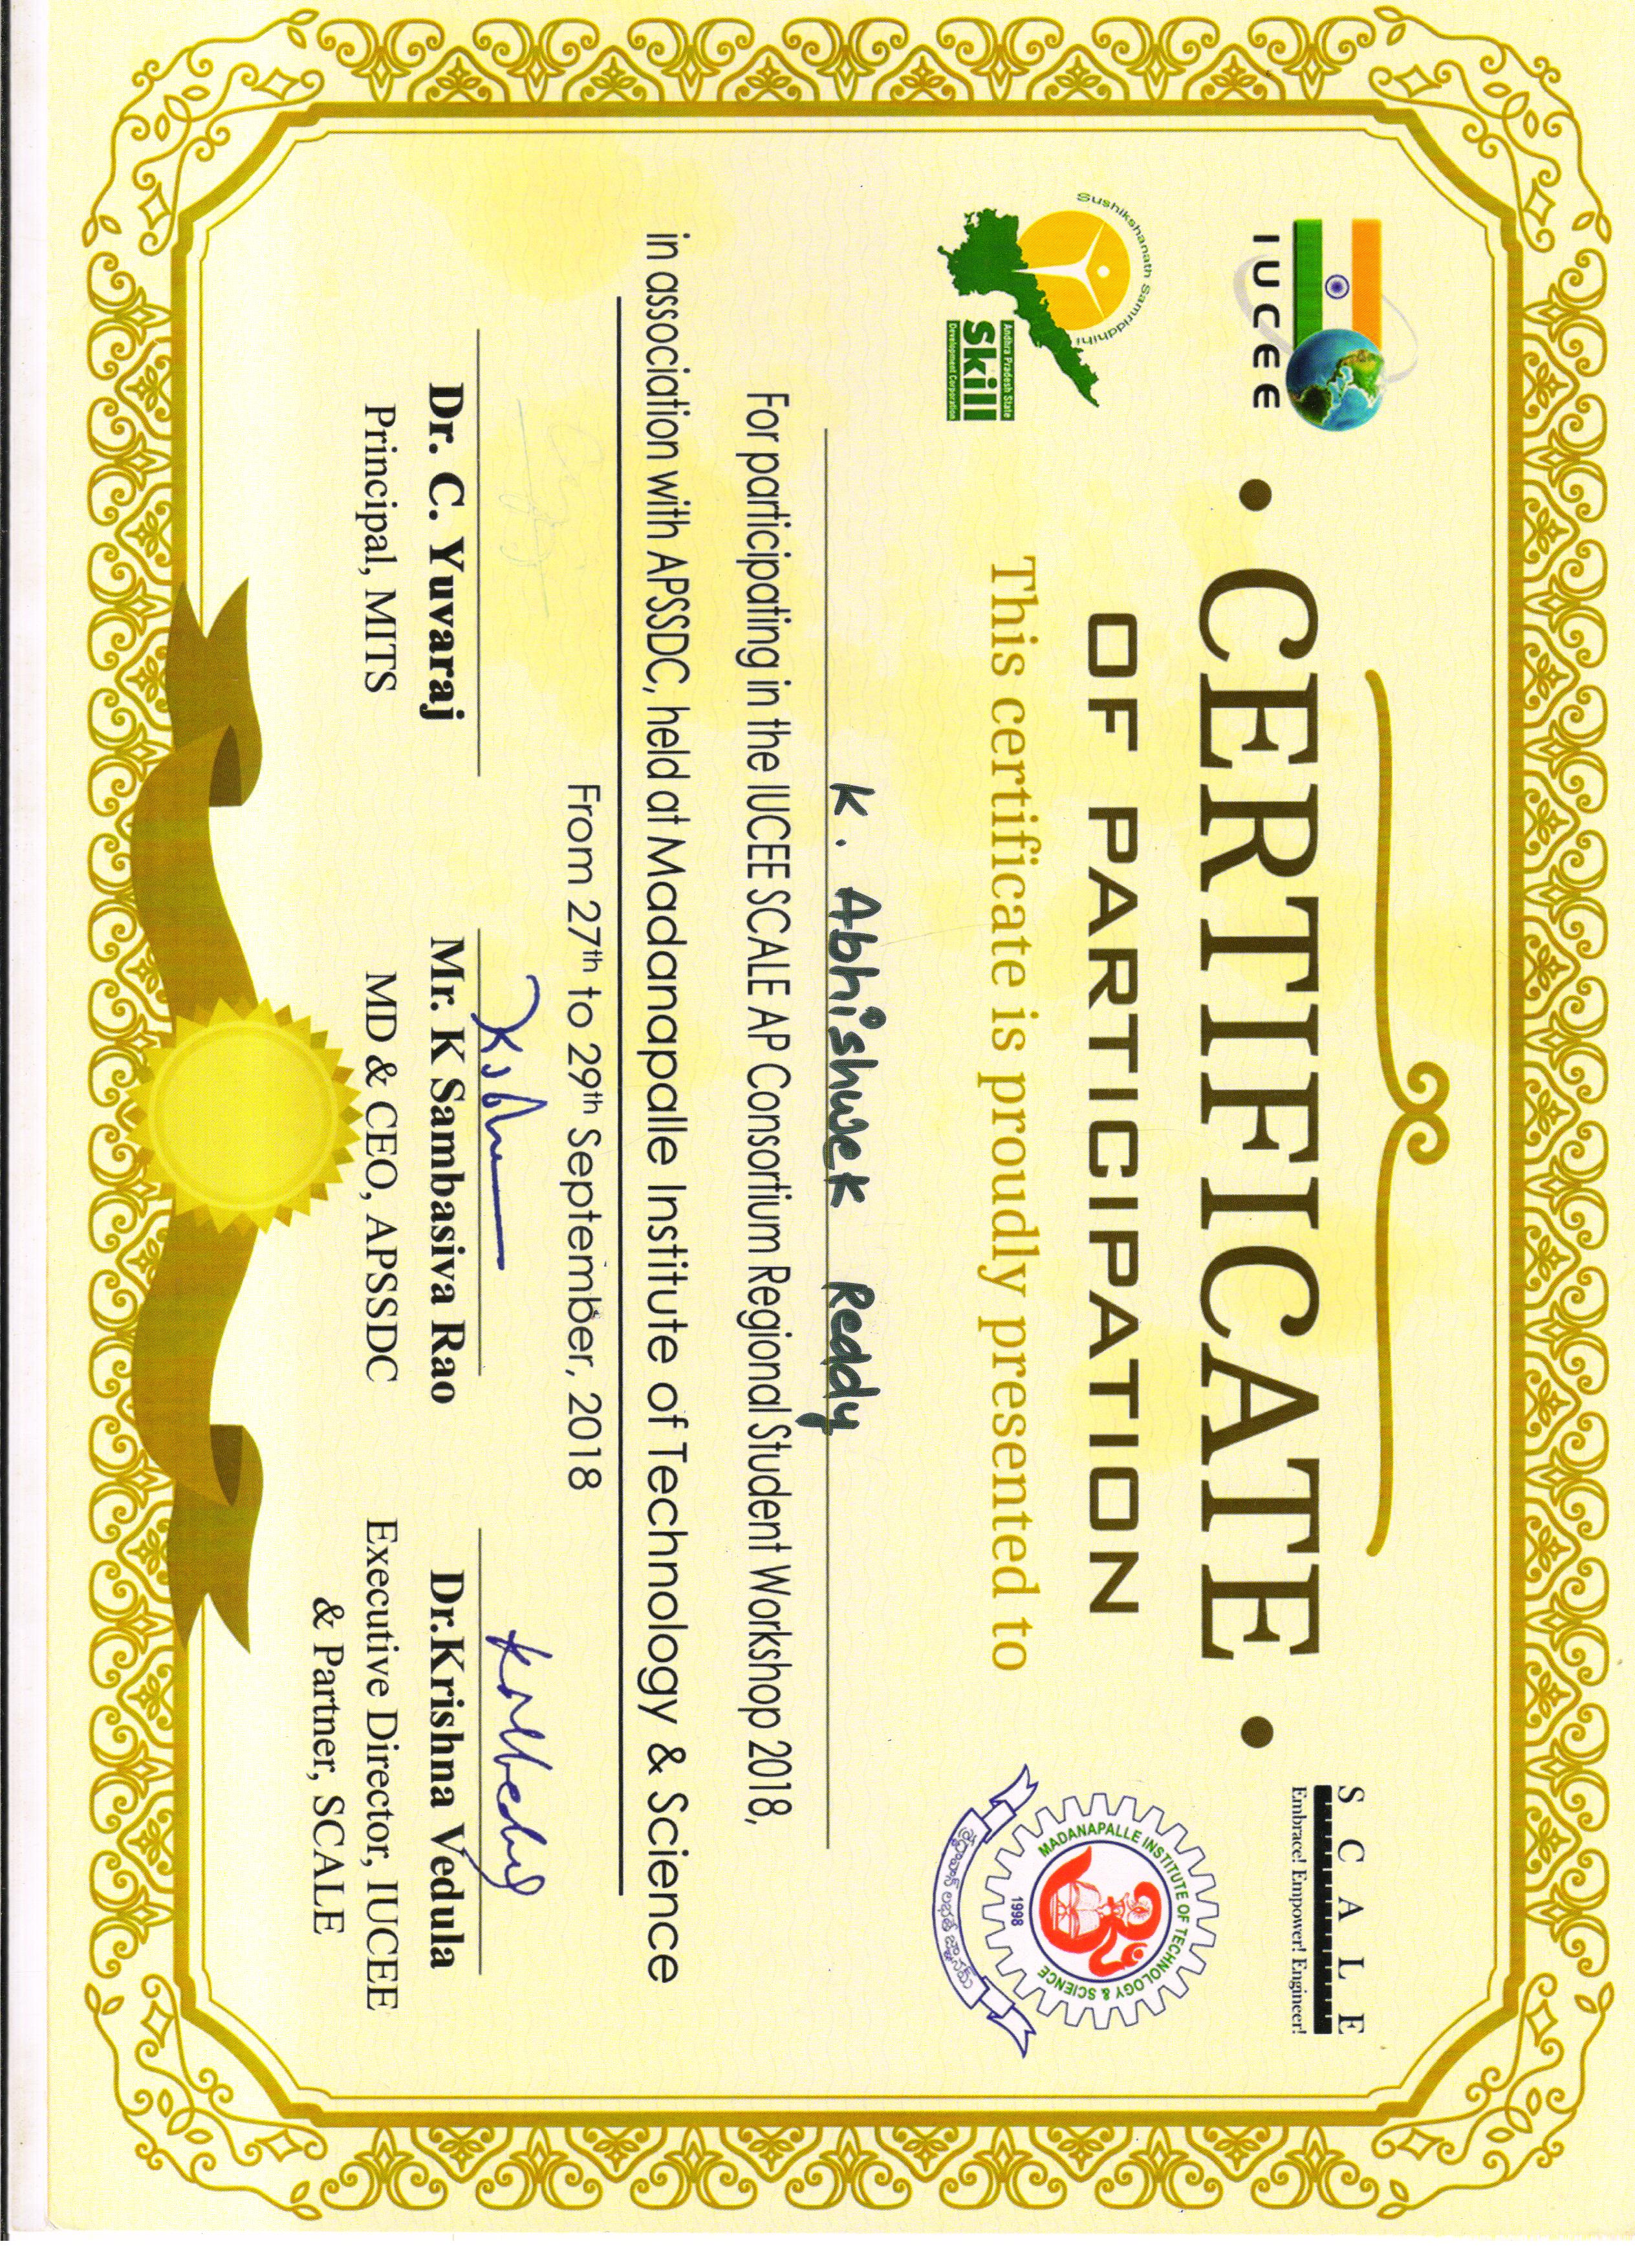 IUCEE
SCALE
Embrace! Empower! Engineer!
• CERTIFICATE •
OF PARTICIPATION
This certificate is proudly presented to
Sushikshanath Samriddhihi
Andhra Pradesh State
Skill
Development Corporation
MADANAPALLE INSTITUTE OF TECHNOLOGY & SCIENCE
1998
శ్రద్ధావాన్ లభతే జ్ఞానమ్
K. Abhishwek Reddy
For participating in the IUCEE SCALE AP Consortium Regional Student Workshop 2018,
in association with APSSDC, held at Madanapalle Institute of Technology & Science
From 27th to 29th September, 2018
Dr. C. Yuvaraj
Principal, MITS
Mr. K Sambasiva Rao
MD & CEO, APSSDC
Dr.Krishna Vedula
Executive Director, IUCEE
& Partner, SCALE